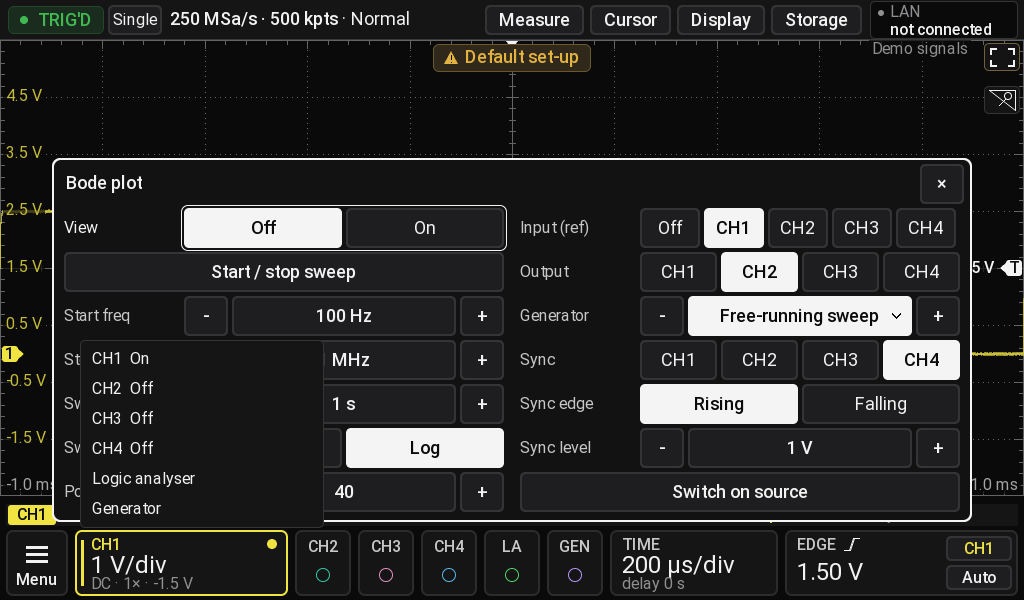 TRIG'D Single 250 MSa/s · 500 kpts · Normal Measure Cursor Display Storage LAN not connected
Demo signals
Default set-up
4.5 V
3.5 V
Bode plot ×
2.5 V View Off On Input (ref) Off CH1 CH2 CH3 CH4
1.5 V Start / stop sweep Output CH1 CH2 CH3 CH4 5 V T
0.5 V Start freq - 100 Hz + Generator - Free-running sweep +
1 St MHz + Sync CH1 CH2 CH3 CH4
CH1 On
-0.5 V CH2 Off Sw 1 s + Sync edge Rising Falling
CH3 Off
-1.5 V CH4 Off Sw Log Sync level - 1 V +
Logic analyser
-1.0 ms Po 40 + Switch on source 1.0 ms
Generator
CH1
Menu CH1 1 V/div DC · 1× · -1.5 V CH2 CH3 CH4 LA GEN TIME 200 µs/div delay 0 s EDGE 1.50 V CH1 Auto